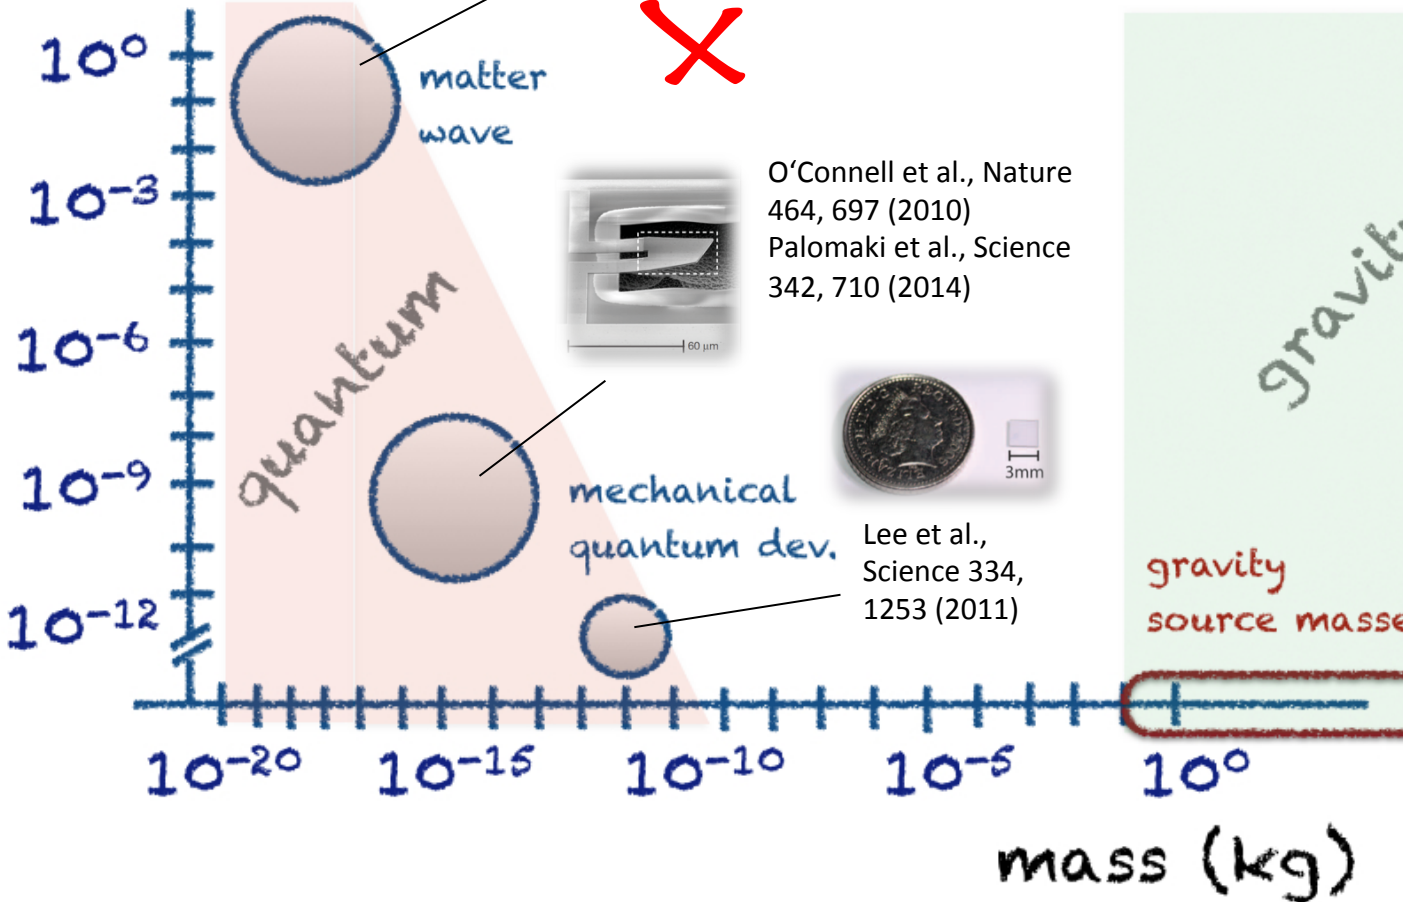 10⁰
10⁻³
10⁻⁶
10⁻⁹
10⁻¹²
matter
wave
quantum
O‘Connell et al., Nature
464, 697 (2010)
Palomaki et al., Science
342, 710 (2014)
60 μm
3mm
mechanical
quantum dev.
Lee et al.,
Science 334,
1253 (2011)
gravit
gravity
source masse
10⁻²⁰
10⁻¹⁵
10⁻¹⁰
10⁻⁵
10⁰
mass (kg)